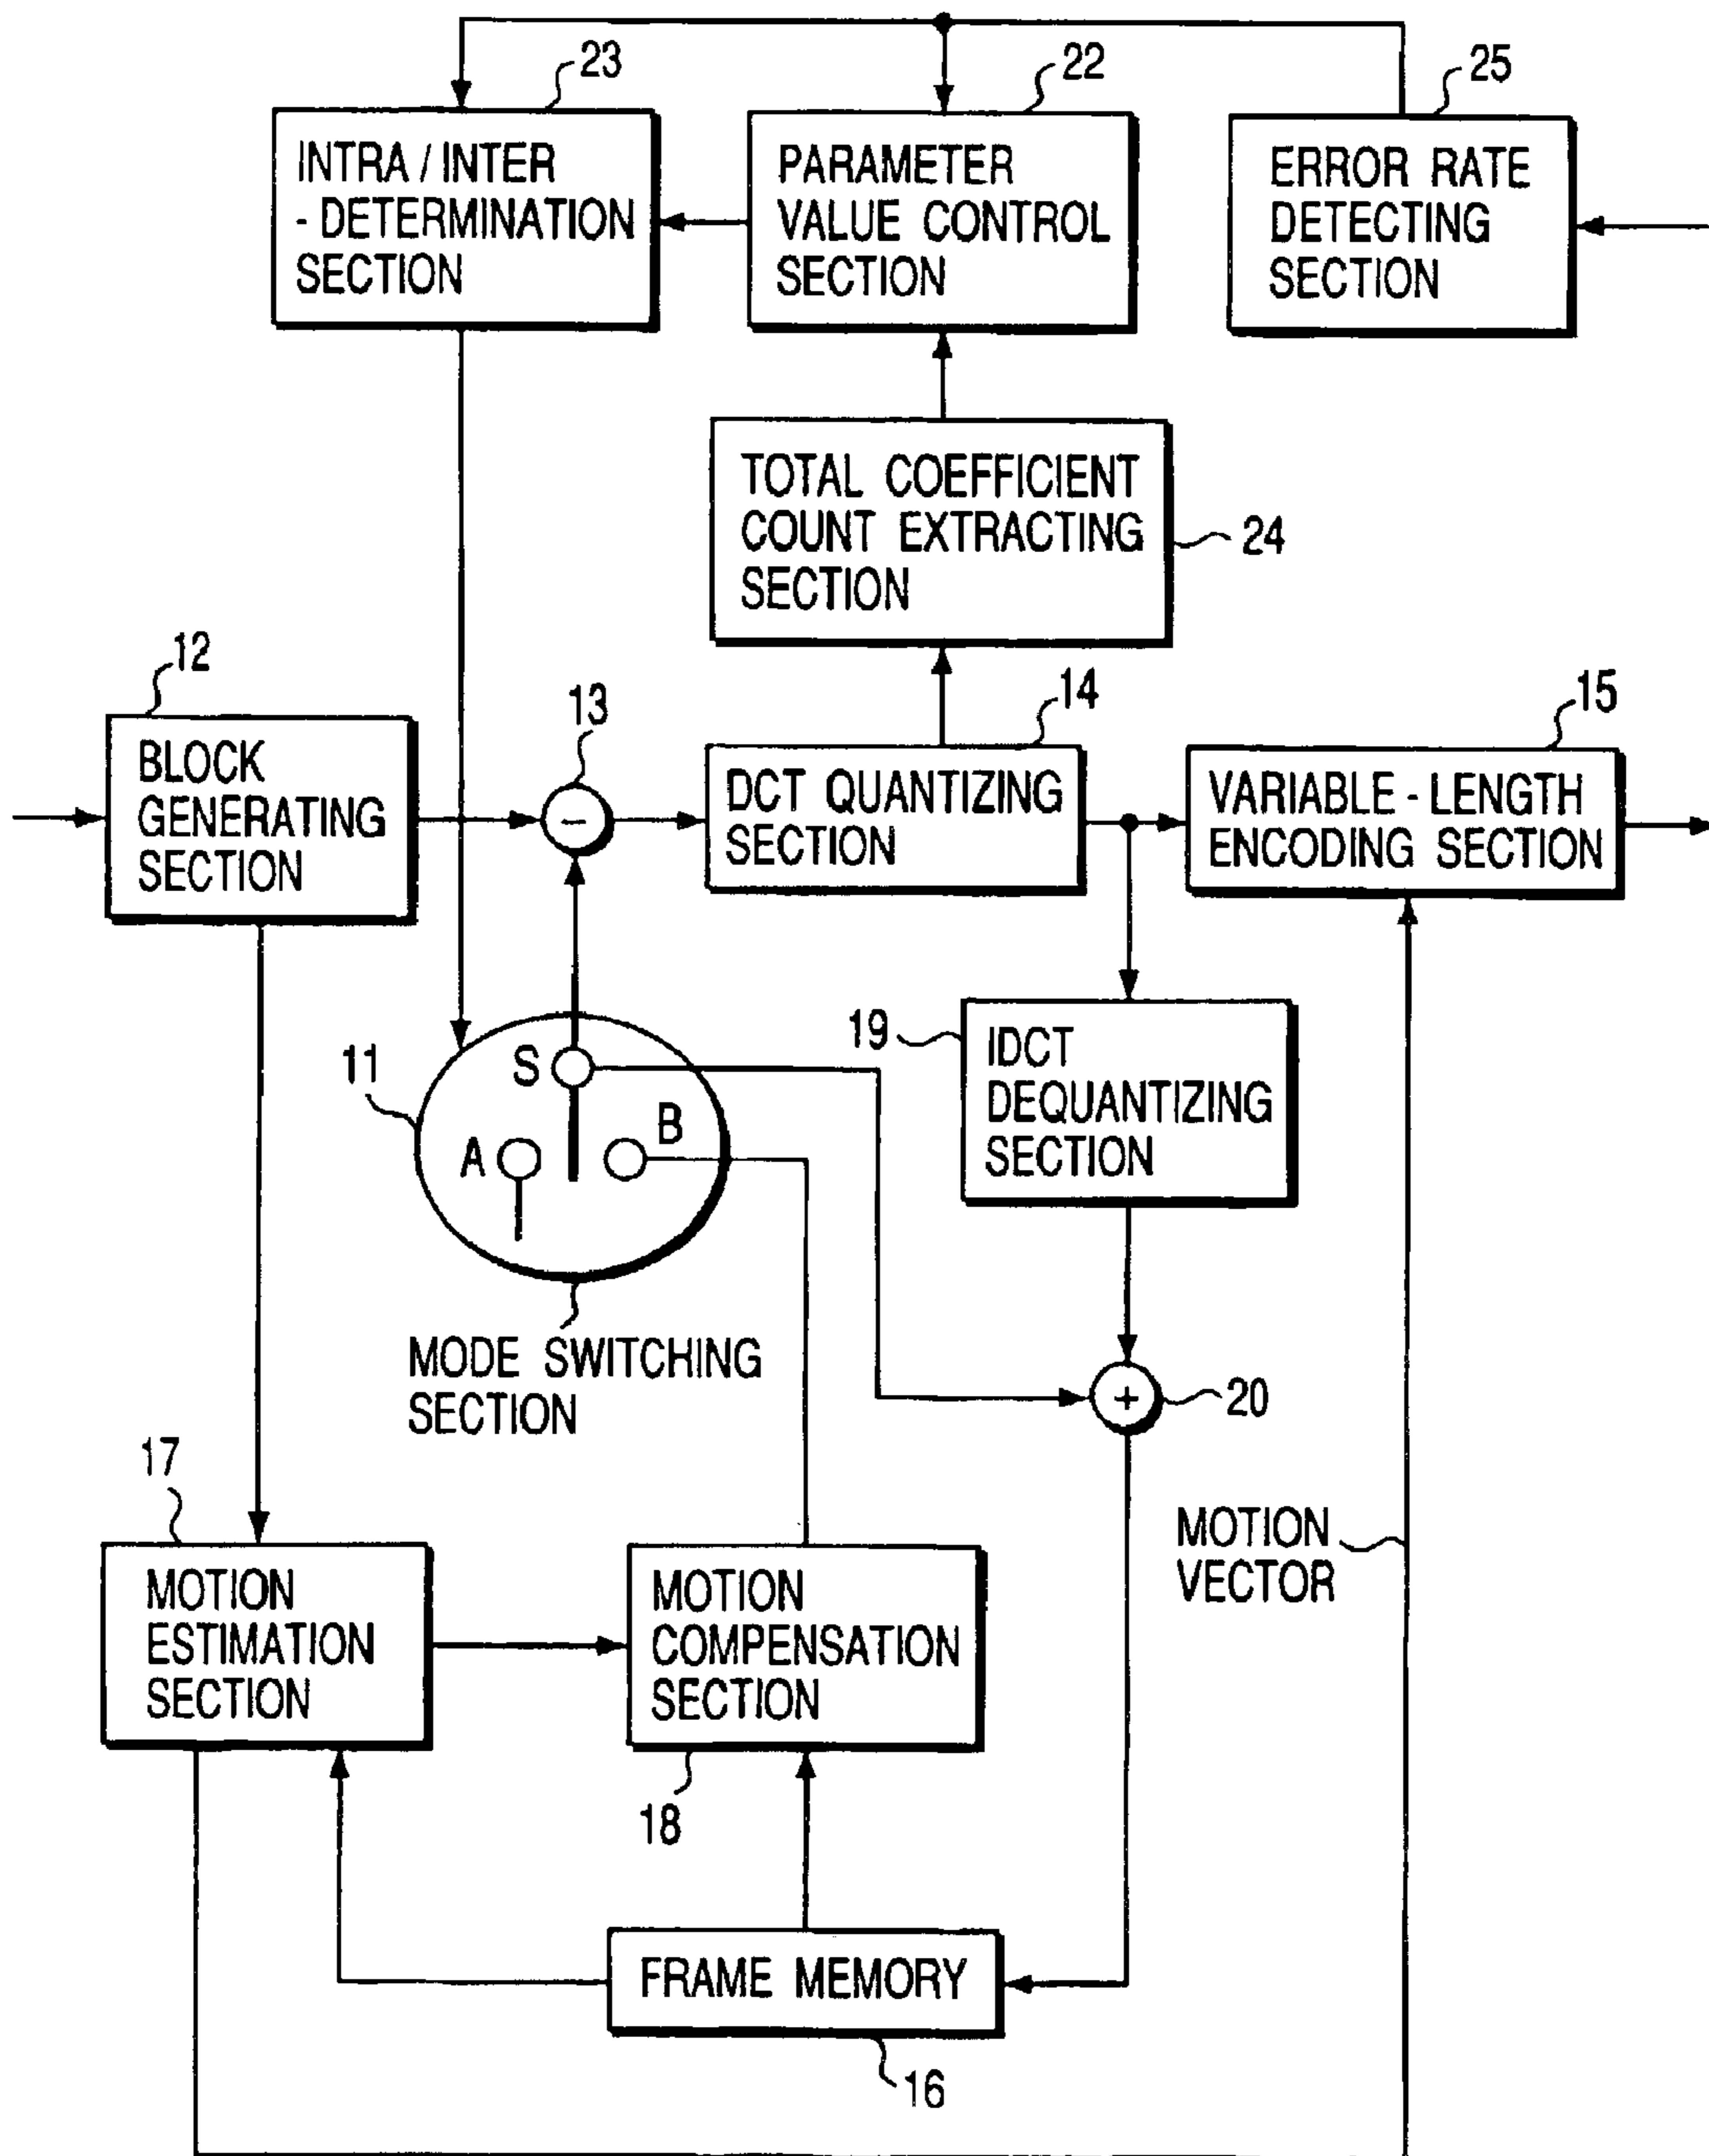 23
22
25
INTRA / INTER
- DETERMINATION
SECTION
PARAMETER
VALUE CONTROL
SECTION
ERROR RATE
DETECTING
SECTION
TOTAL COEFFICIENT
COUNT EXTRACTING
SECTION
24
12
BLOCK
GENERATING
SECTION
13
-
14
DCT QUANTIZING
SECTION
15
VARIABLE - LENGTH
ENCODING SECTION
11
S
A
B
MODE SWITCHING
SECTION
19
IDCT
DEQUANTIZING
SECTION
+
20
17
MOTION
ESTIMATION
SECTION
MOTION
COMPENSATION
SECTION
18
MOTION
VECTOR
FRAME MEMORY
16